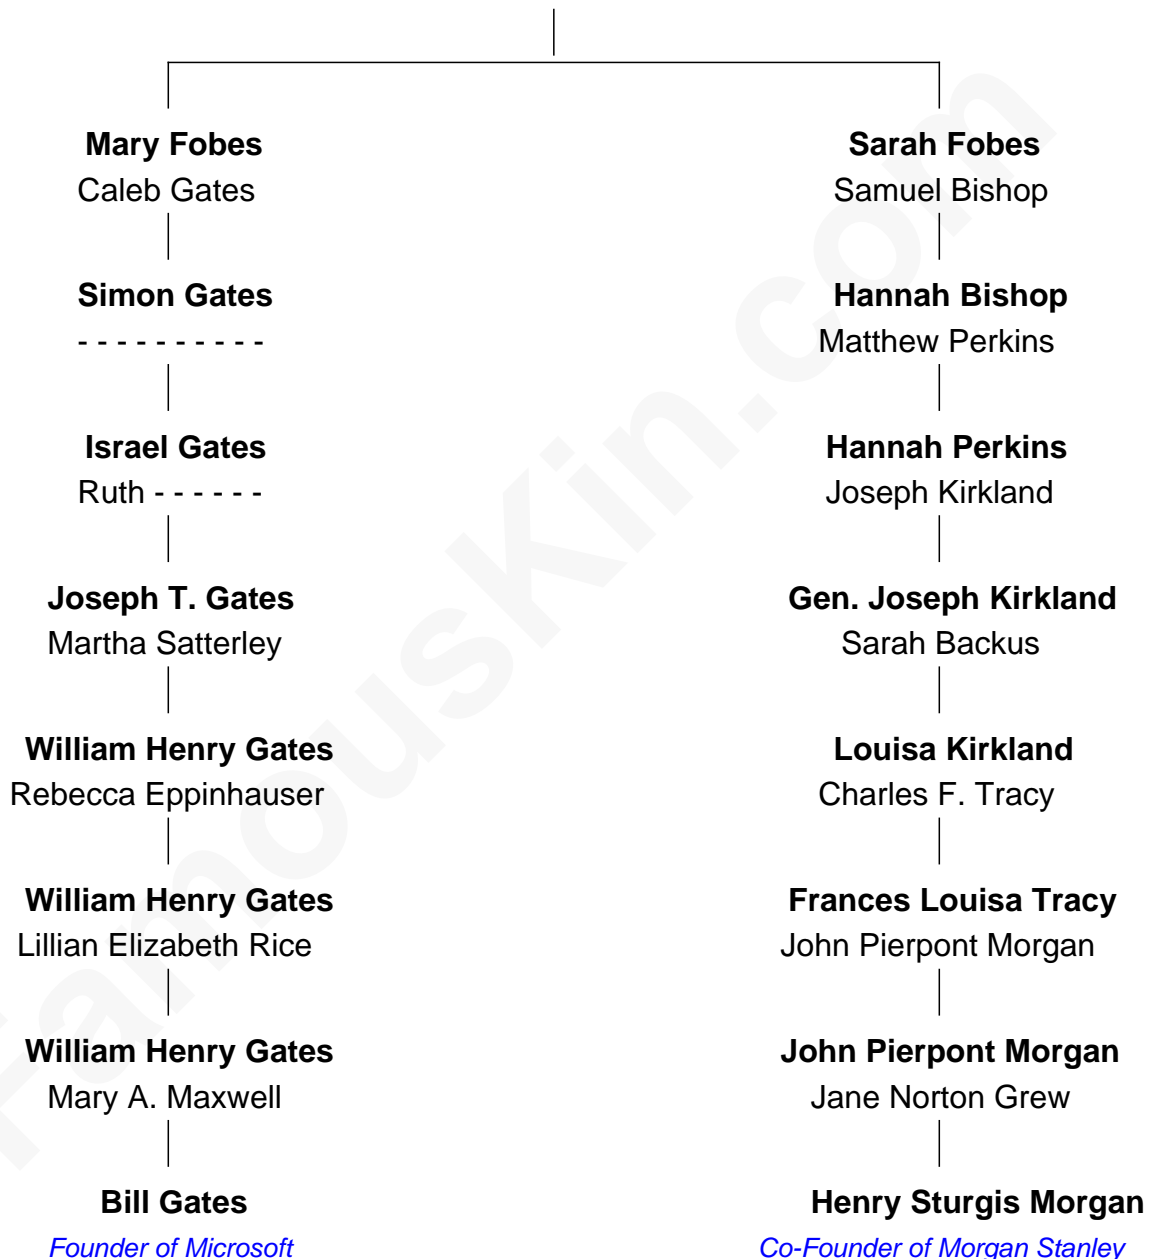 Mary Fobes
Caleb Gates
Sarah Fobes
Samuel Bishop
Simon Gates
- - - - - - - - - -
Hannah Bishop
Matthew Perkins
Israel Gates
Ruth - - - - - -
Hannah Perkins
Joseph Kirkland
Joseph T. Gates
Martha Satterley
Gen. Joseph Kirkland
Sarah Backus
William Henry Gates
Rebecca Eppinhauser
Louisa Kirkland
Charles F. Tracy
William Henry Gates
Lillian Elizabeth Rice
Frances Louisa Tracy
John Pierpont Morgan
William Henry Gates
Mary A. Maxwell
John Pierpont Morgan
Jane Norton Grew
Bill Gates
Founder of Microsoft
Henry Sturgis Morgan
Co-Founder of Morgan Stanley
FamousKin.com